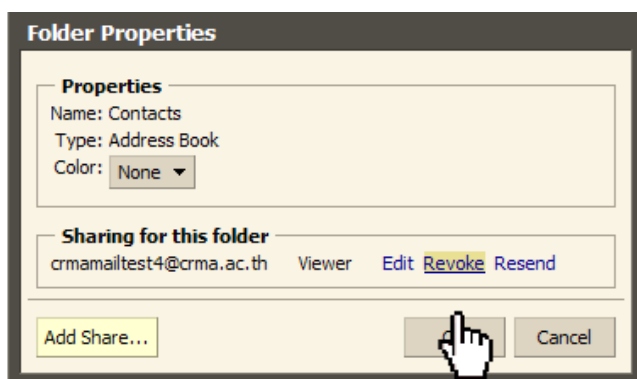 Folder Properties
Properties
Name: Contacts
Type: Address Book
Color: None
Sharing for this folder
crmamailtest4@crma.ac.th Viewer Edit Revoke Resend
Add Share... Cancel